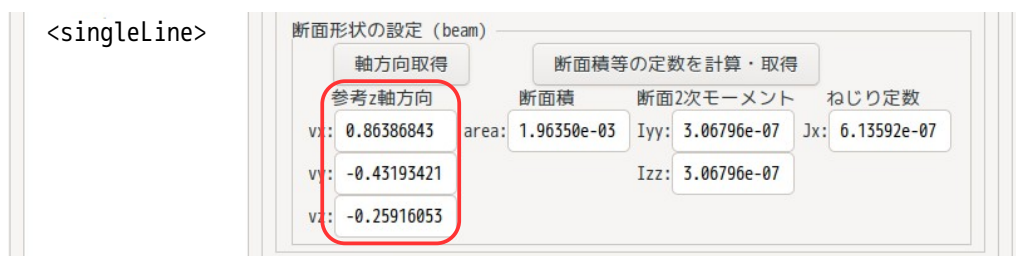 <singleLine>
断面形状の設定 (beam)
軸方向取得 断面積等の定数を計算・取得
参考z軸方向 断面積 断面2次モーメント ねじり定数
vx: 0.86386843 area: 1.96350e-03 Iyy: 3.06796e-07 Jx: 6.13592e-07
vy: -0.43193421 Izz: 3.06796e-07
vz: -0.25916053